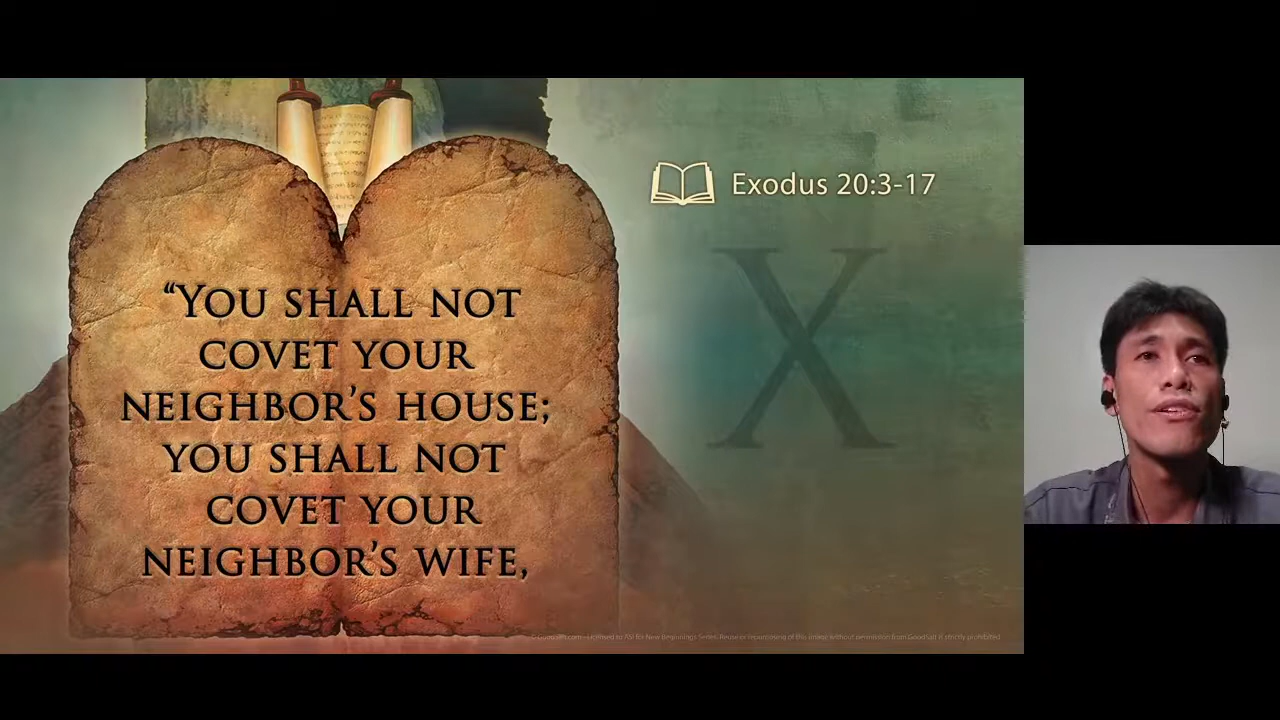 “YOU SHALL NOT
COVET YOUR
NEIGHBOR’S HOUSE;
YOU SHALL NOT
COVET YOUR
NEIGHBOR’S WIFE,
Exodus 20:3-17
X